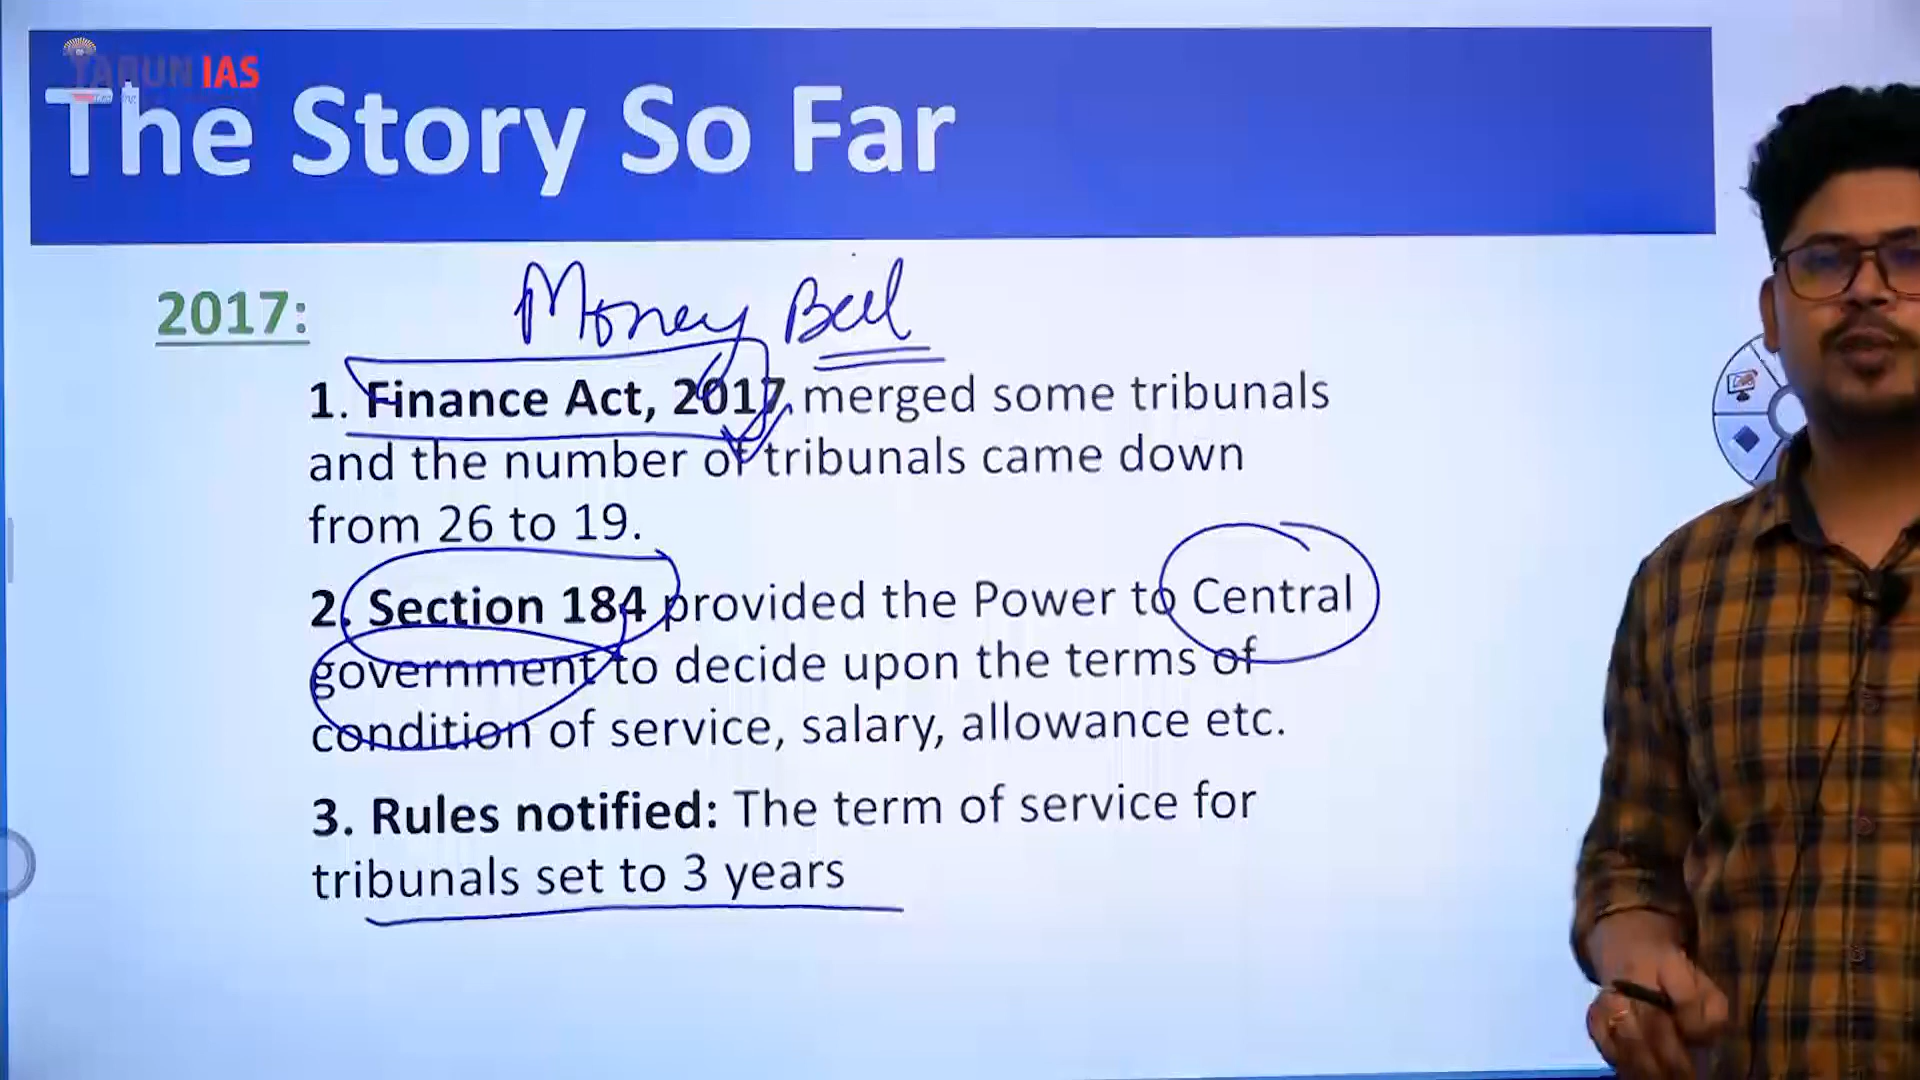 TARUN IAS
The Story So Far
2017:
Money Bill
1. Finance Act, 2017, merged some tribunals
and the number of tribunals came down
from 26 to 19.
2. Section 184 provided the Power to Central
government to decide upon the terms of
condition of service, salary, allowance etc.
3. Rules notified: The term of service for
tribunals set to 3 years